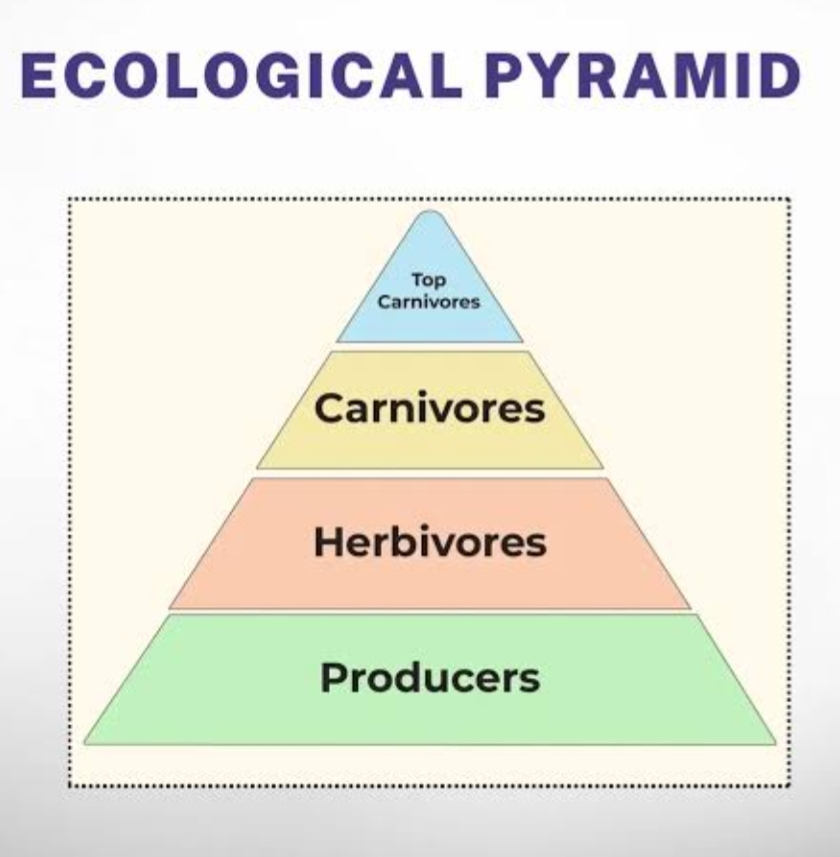 ECOLOGICAL PYRAMID
Top
Carnivores
Carnivores
Herbivores
Producers